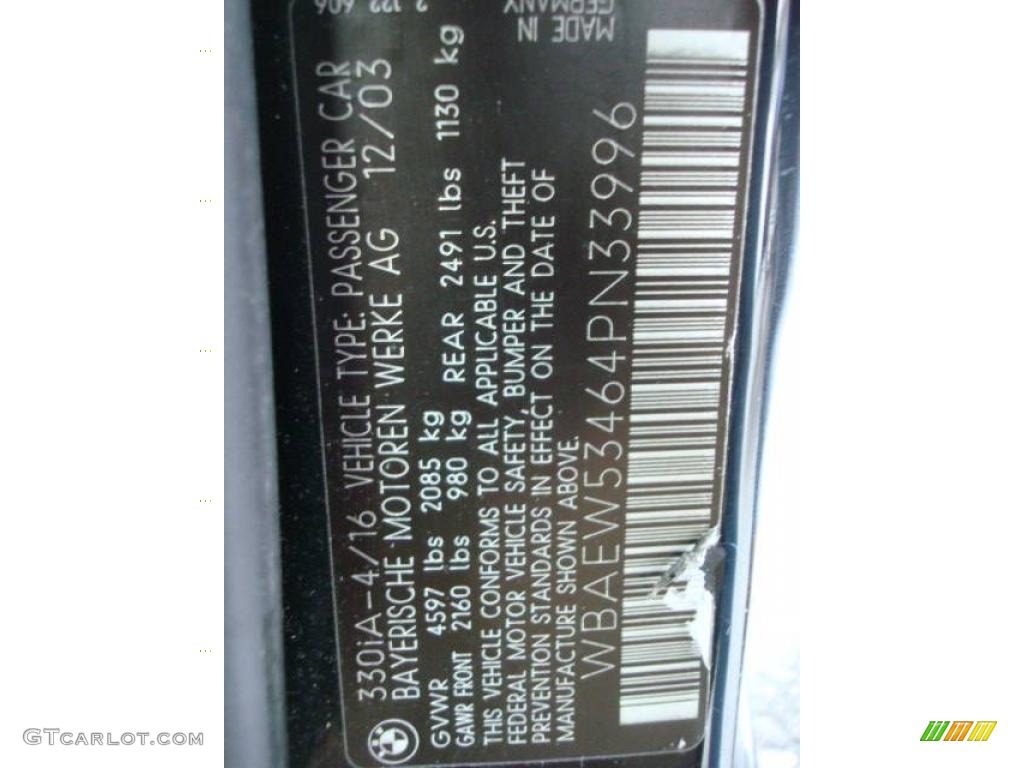 330iA-4/16 VEHICLE TYPE: PASSENGER CAR
BAYERISCHE MOTOREN WERKE AG 12/03
GVWR 4597 lbs 2085 kg
GAWR FRONT 2160 lbs 980 kg REAR 2491 lbs 1130 kg
THIS VEHICLE CONFORMS TO ALL APPLICABLE U.S.
FEDERAL MOTOR VEHICLE SAFETY, BUMPER AND THEFT
PREVENTION STANDARDS IN EFFECT ON THE DATE OF
MANUFACTURE SHOWN ABOVE.
WBAEW53464PN33996
MADE IN
GERMANY
2 122 606
GTCARLOT.COM